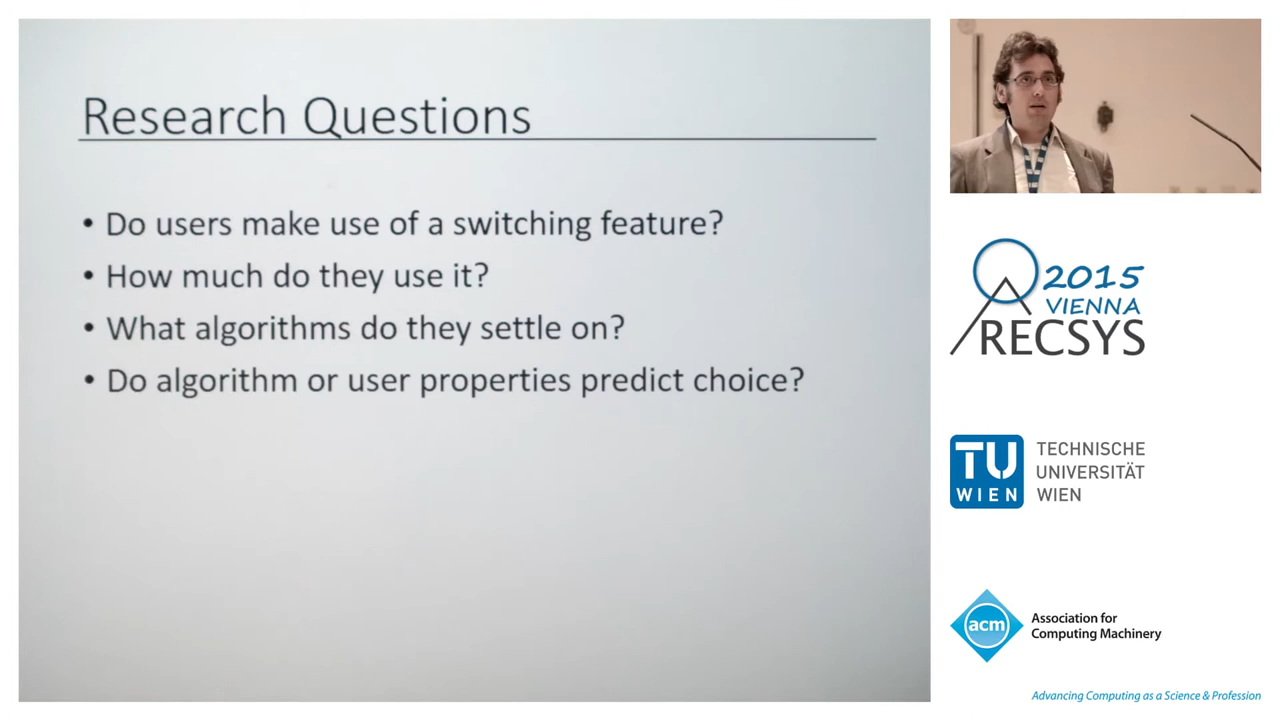 Research Questions
• Do users make use of a switching feature?
• How much do they use it?
• What algorithms do they settle on?
• Do algorithm or user properties predict choice?
2015
VIENNA
RECSYS
TU
WIEN
TECHNISCHE
UNIVERSITÄT
WIEN
acm
Association for
Computing Machinery
Advancing Computing as a Science & Profession